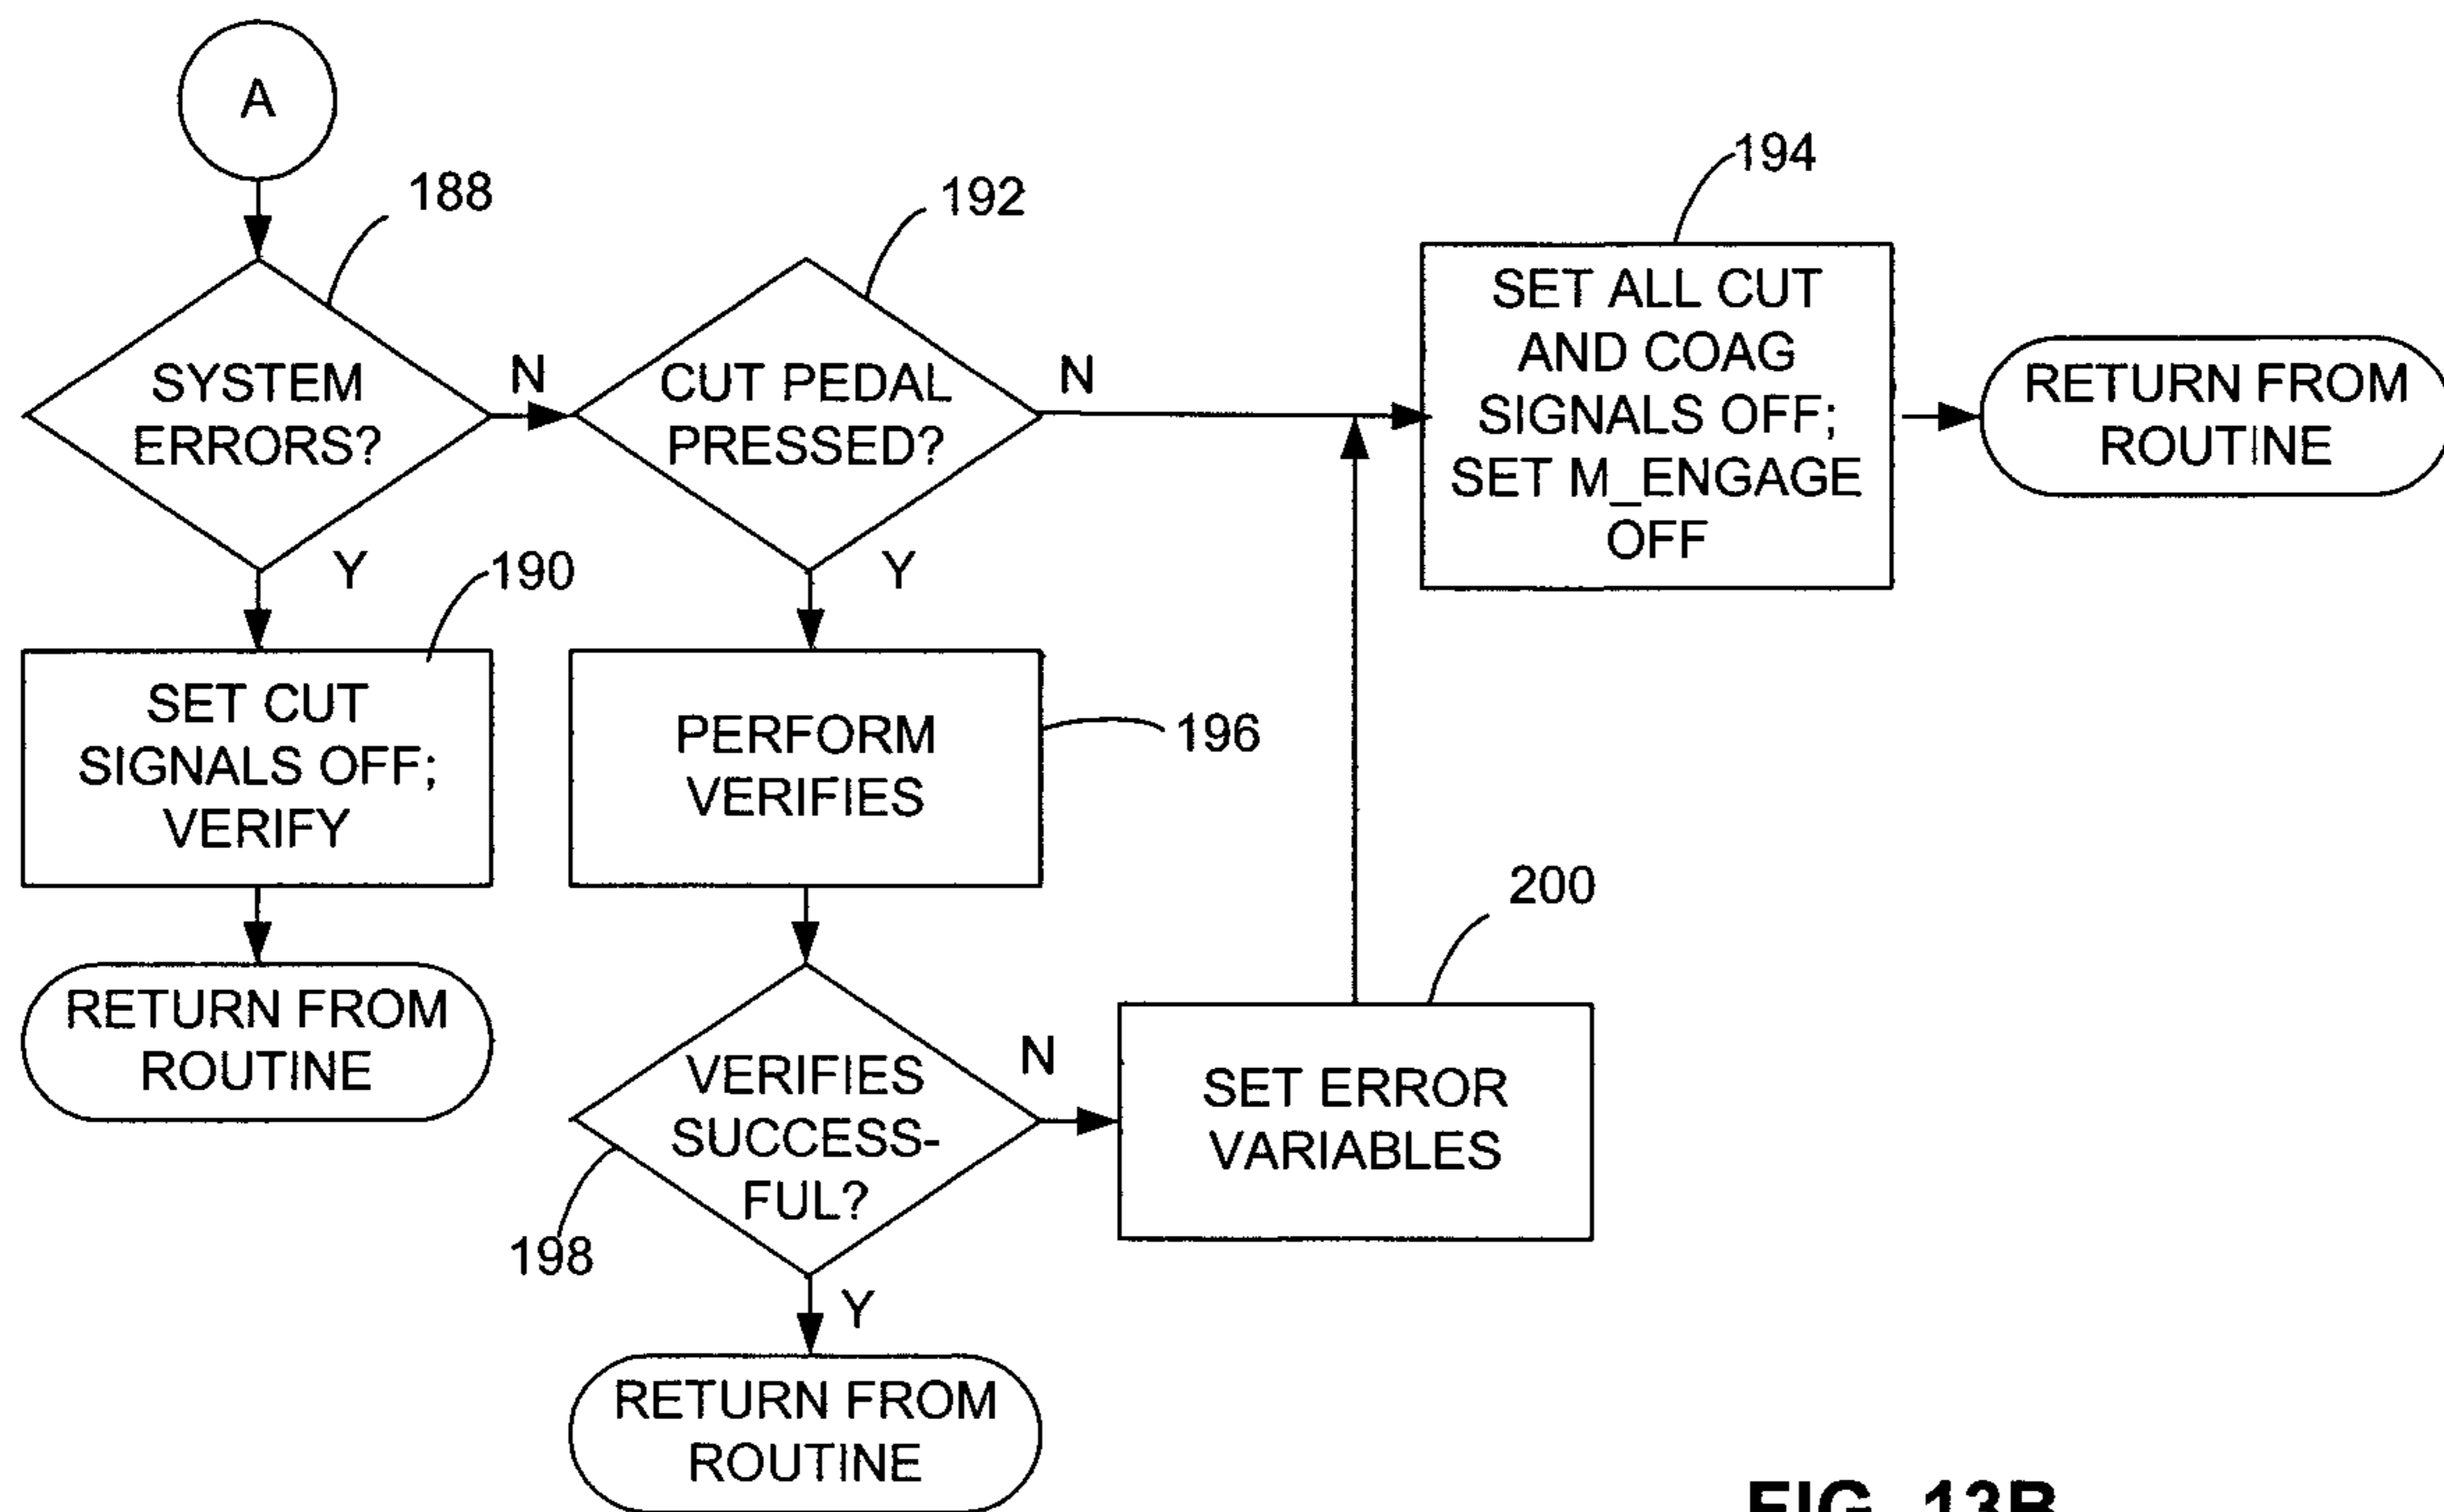 A
188
SYSTEM
ERRORS?
N
Y
192
CUT PEDAL
PRESSED?
N
Y
194
SET ALL CUT
AND COAG
SIGNALS OFF;
SET M_ENGAGE
OFF
RETURN FROM
ROUTINE
190
SET CUT
SIGNALS OFF;
VERIFY
RETURN FROM
ROUTINE
196
PERFORM
VERIFIES
198
VERIFIES
SUCCESS-
FUL?
N
Y
200
SET ERROR
VARIABLES
RETURN FROM
ROUTINE
FIG. 13B